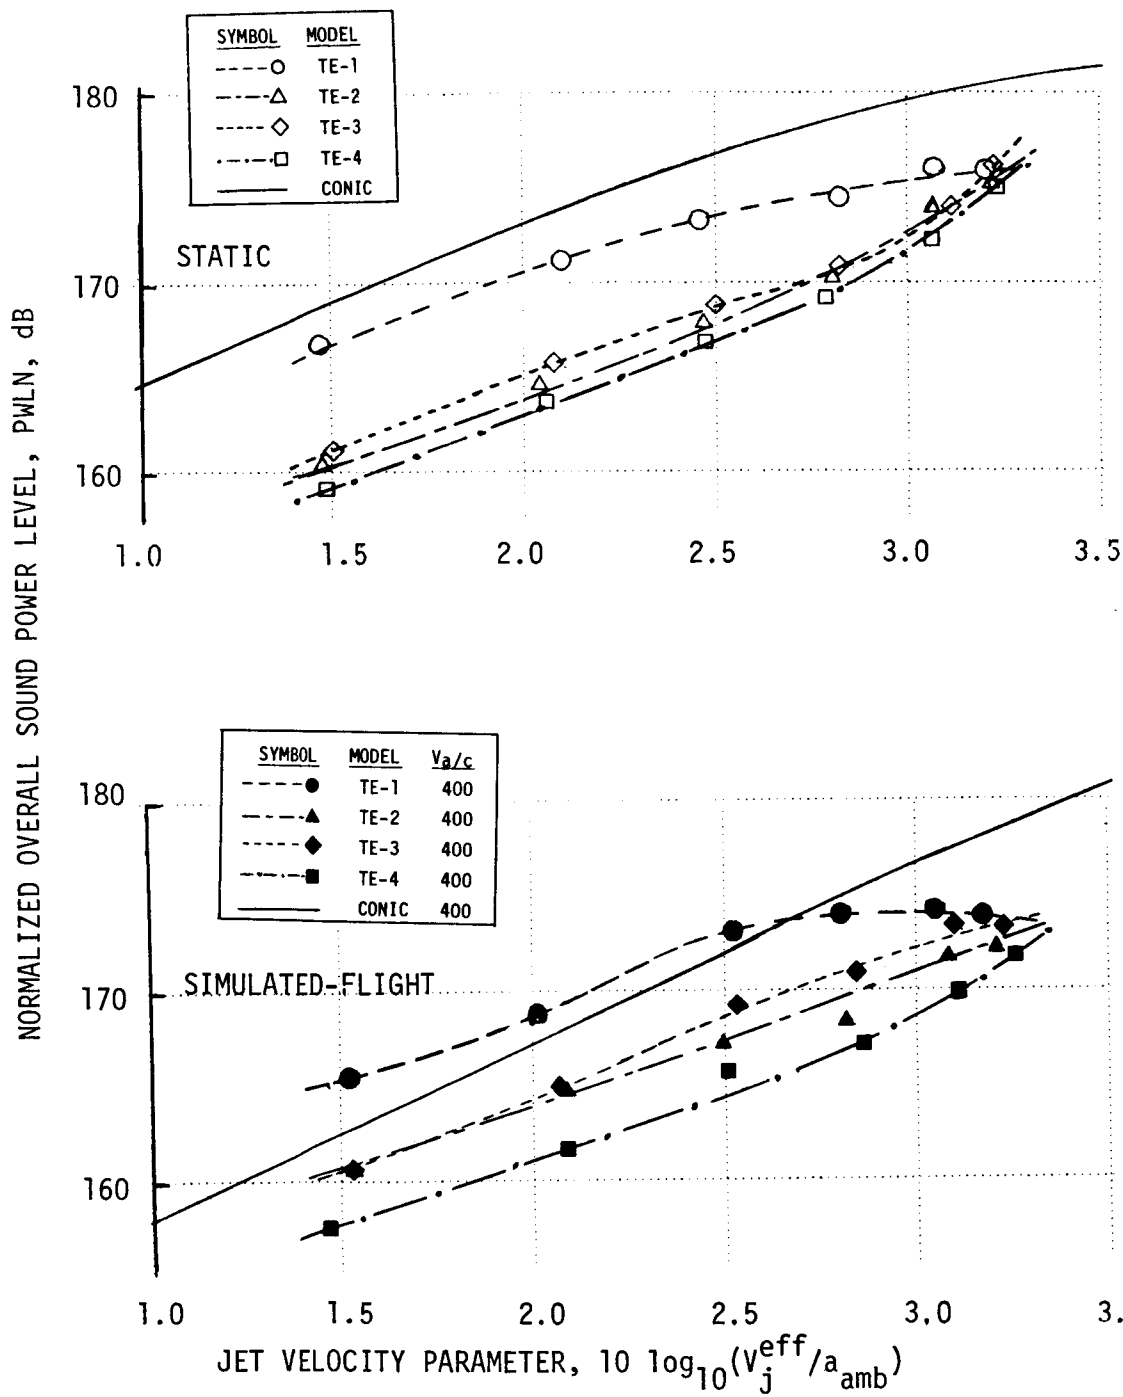 SYMBOL MODEL
TE-1
TE-2
TE-3
TE-4
CONIC
STATIC
180
170
160
1.0 1.5 2.0 2.5 3.0 3.5
NORMALIZED OVERALL SOUND POWER LEVEL, PWLN, dB
SYMBOL MODEL Va/c
TE-1 400
TE-2 400
TE-3 400
TE-4 400
CONIC 400
SIMULATED-FLIGHT
180
170
160
1.0 1.5 2.0 2.5 3.0 3.
JET VELOCITY PARAMETER, 10 log10(Vjeff/aamb)